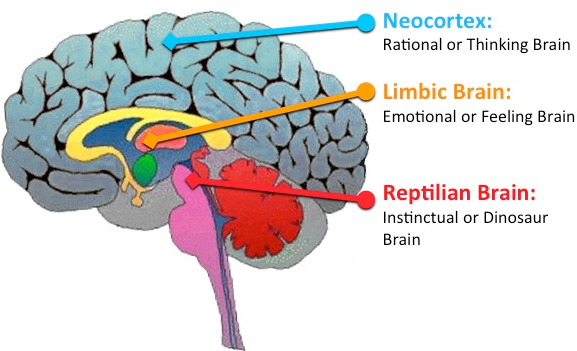 Neocortex:
Rational or Thinking Brain
Limbic Brain:
Emotional or Feeling Brain
Reptilian Brain:
Instinctual or Dinosaur
Brain